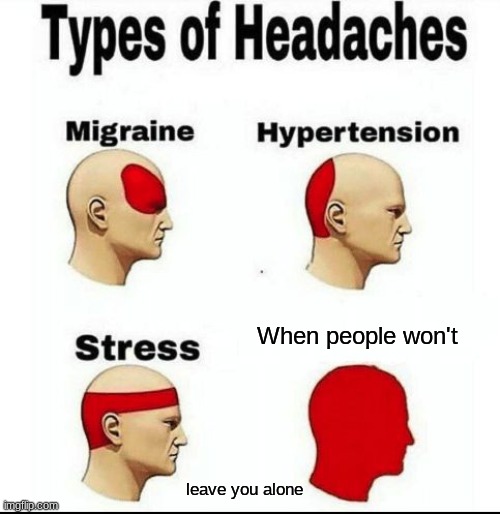 Types of Headaches
Migraine
Hypertension
Stress
When people won't
leave you alone
imgflip.com